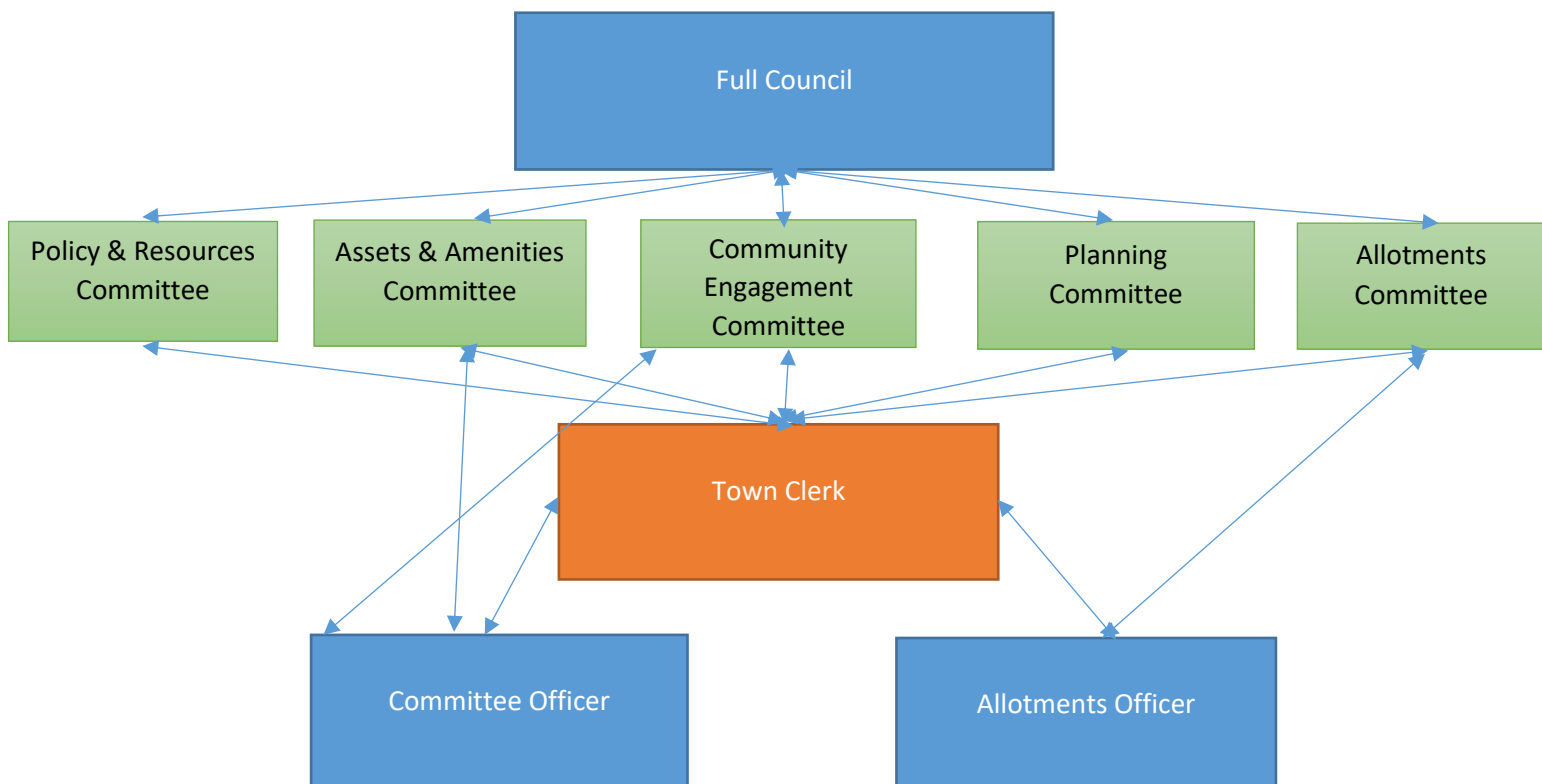 Full Council
Policy & Resources
Committee
Assets & Amenities
Committee
Community
Engagement
Committee
Planning
Committee
Allotments
Committee
Town Clerk
Committee Officer
Allotments Officer